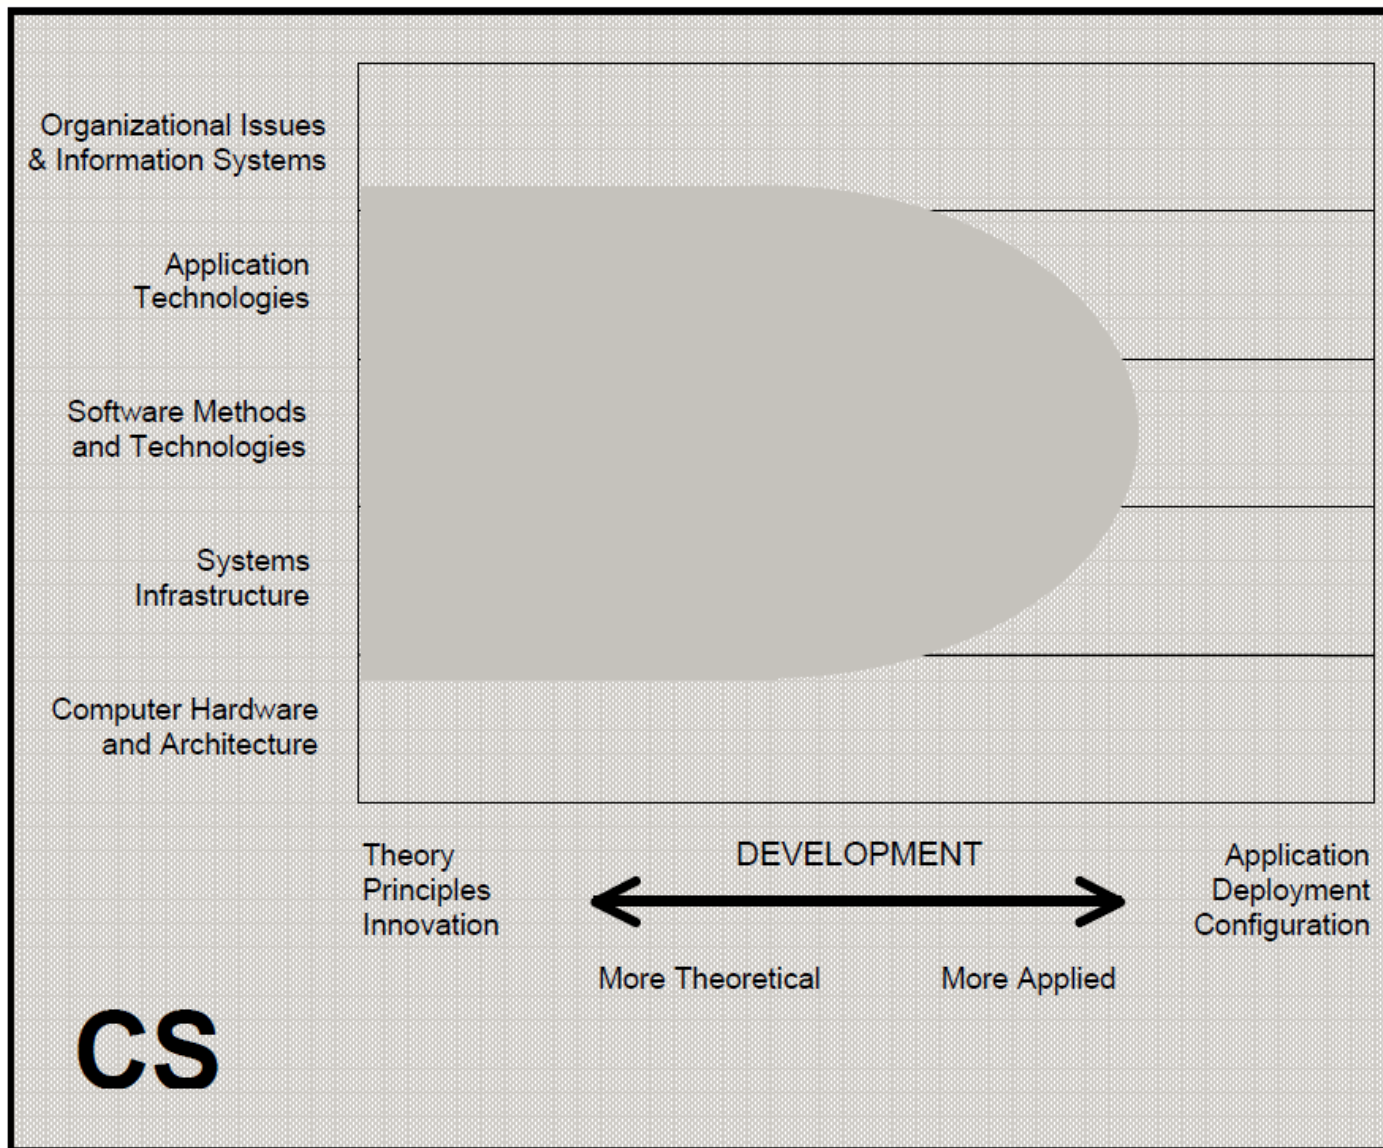 Organizational Issues
& Information Systems
Application
Technologies
Software Methods
and Technologies
Systems
Infrastructure
Computer Hardware
and Architecture
Theory
Principles
Innovation
DEVELOPMENT
Application
Deployment
Configuration
More Theoretical
More Applied
CS